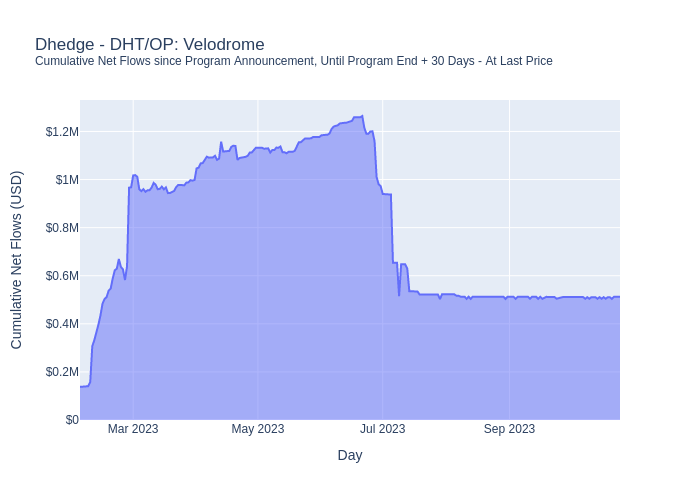 Dhedge - DHT/OP: Velodrome
Cumulative Net Flows since Program Announcement, Until Program End + 30 Days - At Last Price
Cumulative Net Flows (USD)
$1.2M
$1M
$0.8M
$0.6M
$0.4M
$0.2M
$0
Mar 2023 May 2023 Jul 2023 Sep 2023
Day